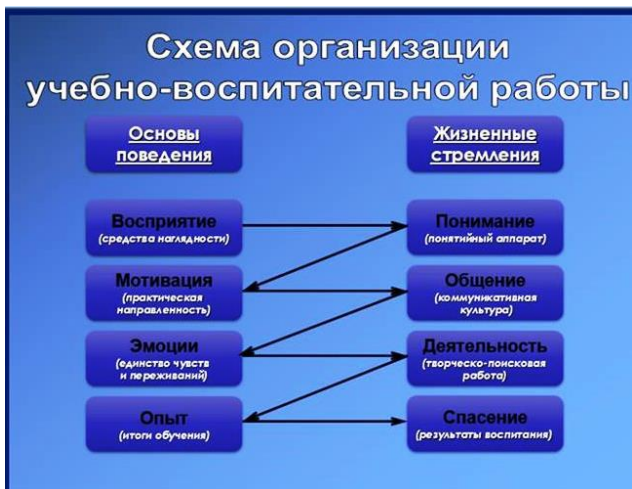 Схема организации
учебно-воспитательной работы
Основы
поведения
Жизненные
стремления
Восприятие
(средства наглядности)
Понимание
(понятийный аппарат)
Мотивация
(практическая
направленность)
Общение
(коммуникативная
культура)
Эмоции
(единство чувств
и переживаний)
Деятельность
(творческо-поисковая
работа)
Опыт
(итоги обучения)
Спасение
(результаты воспитания)